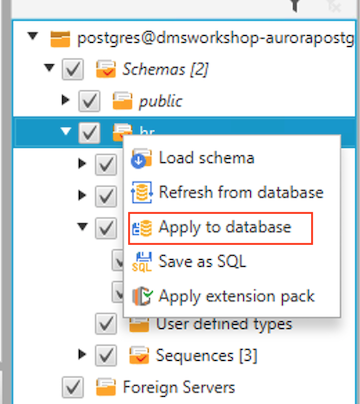 postgres@dmsworkshop-aurorapostg
Schemas [2]
public
hr
Load schema
Refresh from database
Apply to database
Save as SQL
Apply extension pack
User defined types
Sequences [3]
Foreign Servers